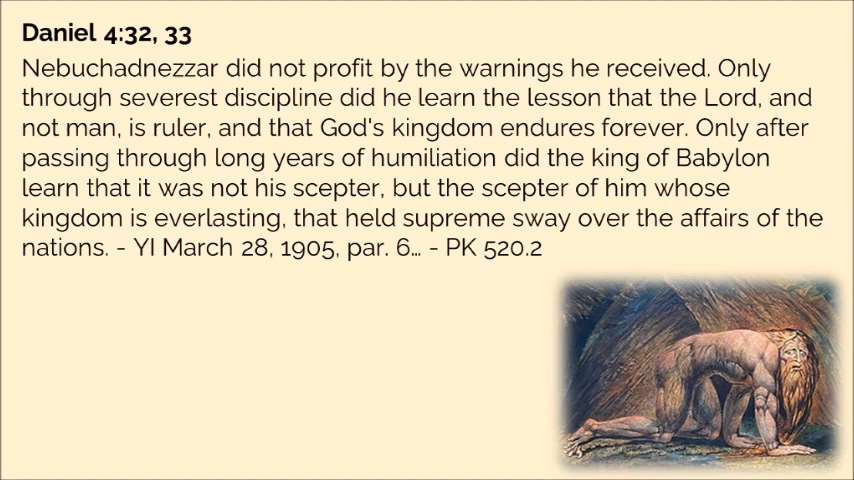 Daniel 4:32, 33
Nebuchadnezzar did not profit by the warnings he received. Only
through severest discipline did he learn the lesson that the Lord, and
not man, is ruler, and that God's kingdom endures forever. Only after
passing through long years of humiliation did the king of Babylon
learn that it was not his scepter, but the scepter of him whose
kingdom is everlasting, that held supreme sway over the affairs of the
nations. - YI March 28, 1905, par. 6… - PK 520.2